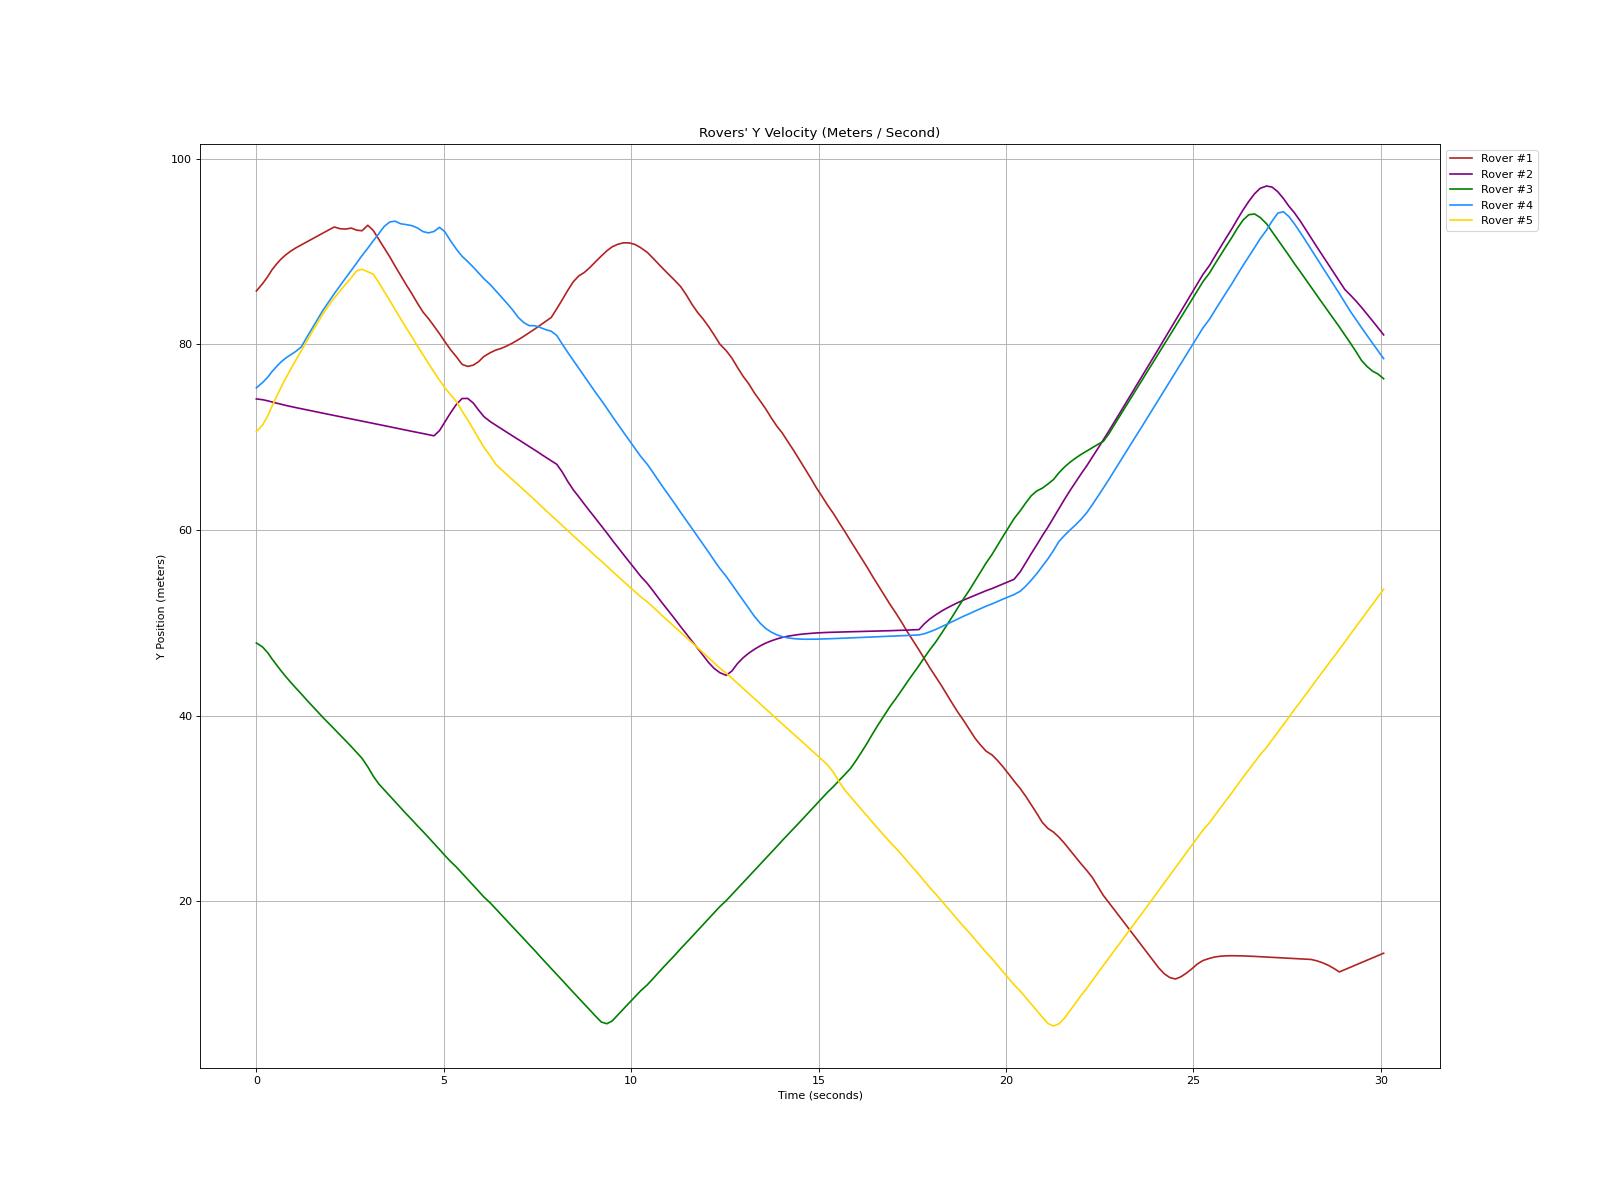 Rovers' Y Velocity (Meters / Second)
100
80
60
40
20
Y Position (meters)
0 5 10 15 20 25 30
Time (seconds)
Rover #1
Rover #2
Rover #3
Rover #4
Rover #5